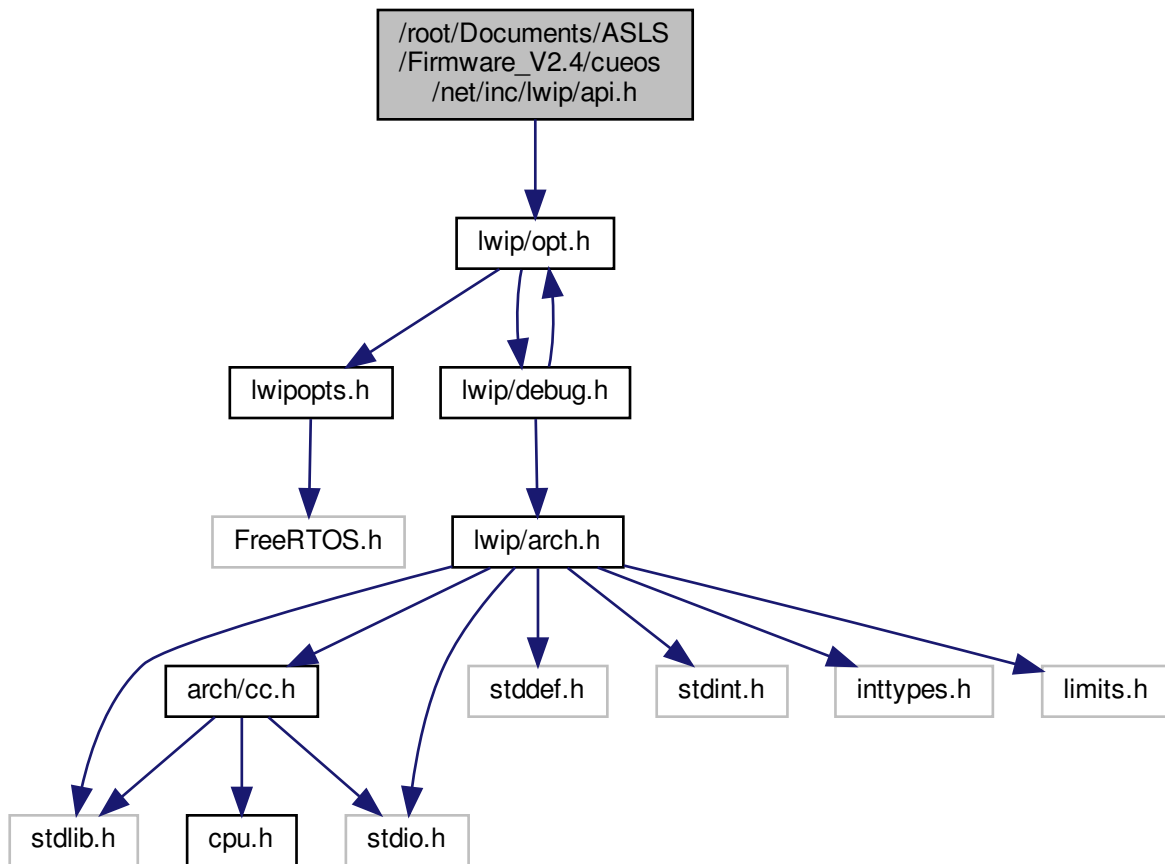 /root/Documents/ASLS
/Firmware_V2.4/cueos
/net/inc/lwip/api.h
lwip/opt.h
lwipopts.h
lwip/debug.h
FreeRTOS.h
lwip/arch.h
arch/cc.h
stddef.h
stdint.h
inttypes.h
limits.h
stdlib.h
cpu.h
stdio.h